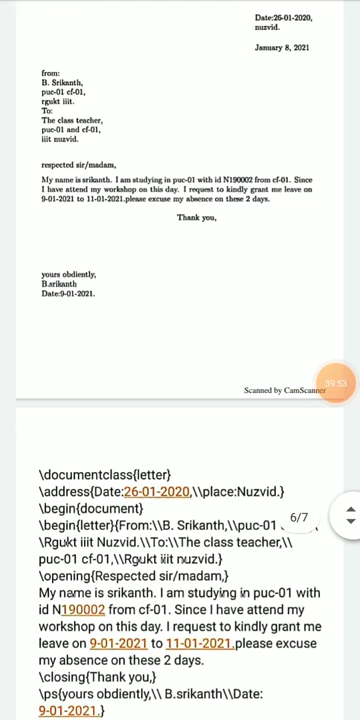 Date:26-01-2020,
nuzvid.
January 8, 2021
from:
B. Srikanth,
puc-01 cf-01,
rgukt iiit.
To:
The class teacher,
puc-01 and cf-01,
iiit nuzvid.
respected sir/madam,
My name is srikanth. I am studying in puc-01 with id N190002 from cf-01. Since
I have attend my workshop on this day. I request to kindly grant me leave on
9-01-2021 to 11-01-2021.please excuse my absence on these 2 days.
Thank you,
yours obdiently,
B.srikanth
Date:9-01-2021.
39:53
Scanned by CamScanner
\documentclass{letter}
\address{Date:26-01-2020,\\place:Nuzvid.}
\begin{document}
\begin{letter}{From:\\B. Srikanth,\\puc-01
6/7
\Rgukt iiit Nuzvid.\\To:\\The class teacher,\\
puc-01 cf-01,\\Rgukt iiit nuzvid.}
\opening{Respected sir/madam,}
My name is srikanth. I am studying in puc-01 with
id N190002 from cf-01. Since I have attend my
workshop on this day. I request to kindly grant me
leave on 9-01-2021 to 11-01-2021.please excuse
my absence on these 2 days.
\closing{Thank you,}
\ps{yours obdiently,\\ B.srikanth\\Date:
9-01-2021.}